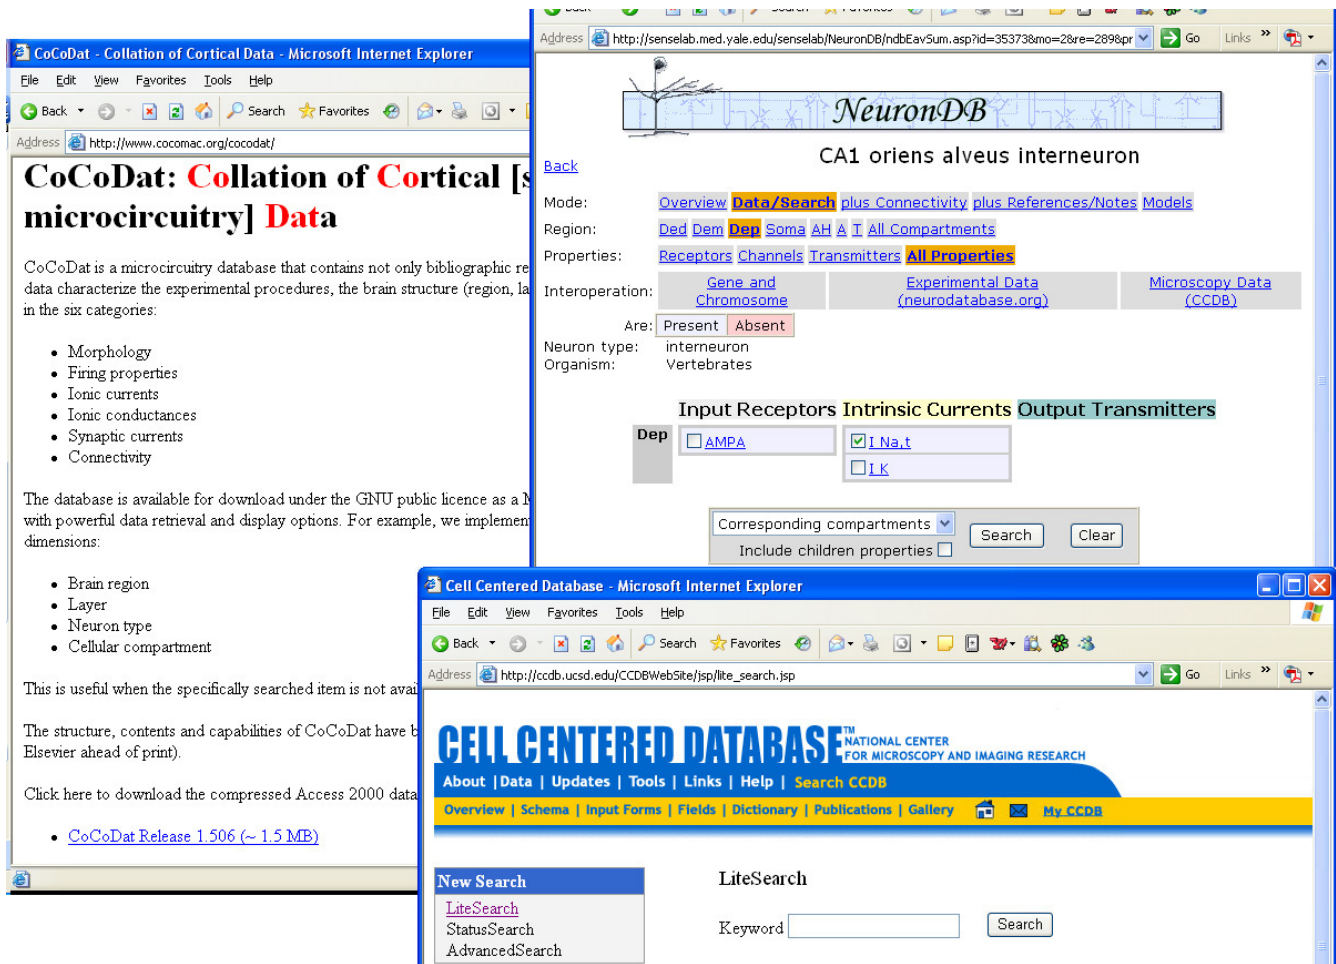 CoCoDat - Collation of Cortical Data - Microsoft Internet Explorer
File Edit View Favorites Tools Help
Back Search Favorites
Address http://www.cocomac.org/cocodat/
CoCoDat: Collation of Cortical [s
microcircuitry] Data
CoCoDat is a microcircuitry database that contains not only bibliographic re
data characterize the experimental procedures, the brain structure (region, la
in the six categories:
Morphology
Firing properties
Ionic currents
Ionic conductances
Synaptic currents
Connectivity
The database is available for download under the GNU public licence as a M
with powerful data retrieval and display options. For example, we implemen
dimensions:
Brain region
Layer
Neuron type
Cellular compartment
This is useful when the specifically searched item is not avai
The structure, contents and capabilities of CoCoDat have b
Elsevier ahead of print).
Click here to download the compressed Access 2000 data
CoCoDat Release 1.506 (~ 1.5 MB)
Address http://senselab.med.yale.edu/senselab/NeuronDB/ndbEavSum.asp?id=3537&mo=2&re=289&pr Go Links »
NeuronDB
CA1 oriens alveus interneuron
Back
Mode: Overview Data/Search plus Connectivity plus References/Notes Models
Region: Ded Dem Dep Soma AH A T All Compartments
Properties: Receptors Channels Transmitters All Properties
Interoperation: Gene and Chromosome Experimental Data (neurodatabase.org) Microscopy Data (CCDB)
Are: Present Absent
Neuron type: interneuron
Organism: Vertebrates
Input Receptors Intrinsic Currents Output Transmitters
Dep AMPA I Na,t
I K
Corresponding compartments Search Clear
Include children properties
Cell Centered Database - Microsoft Internet Explorer
File Edit View Favorites Tools Help
Back Search Favorites
Address http://ccdb.ucsd.edu/CCDBWebSite/jsp/lite_search.jsp Go Links »
CELL CENTERED DATABASE™ NATIONAL CENTER
FOR MICROSCOPY AND IMAGING RESEARCH
About | Data | Updates | Tools | Links | Help | Search CCDB
Overview | Schema | Input Forms | Fields | Dictionary | Publications | Gallery My CCDB
New Search
LiteSearch
StatusSearch
AdvancedSearch
LiteSearch
Keyword Search